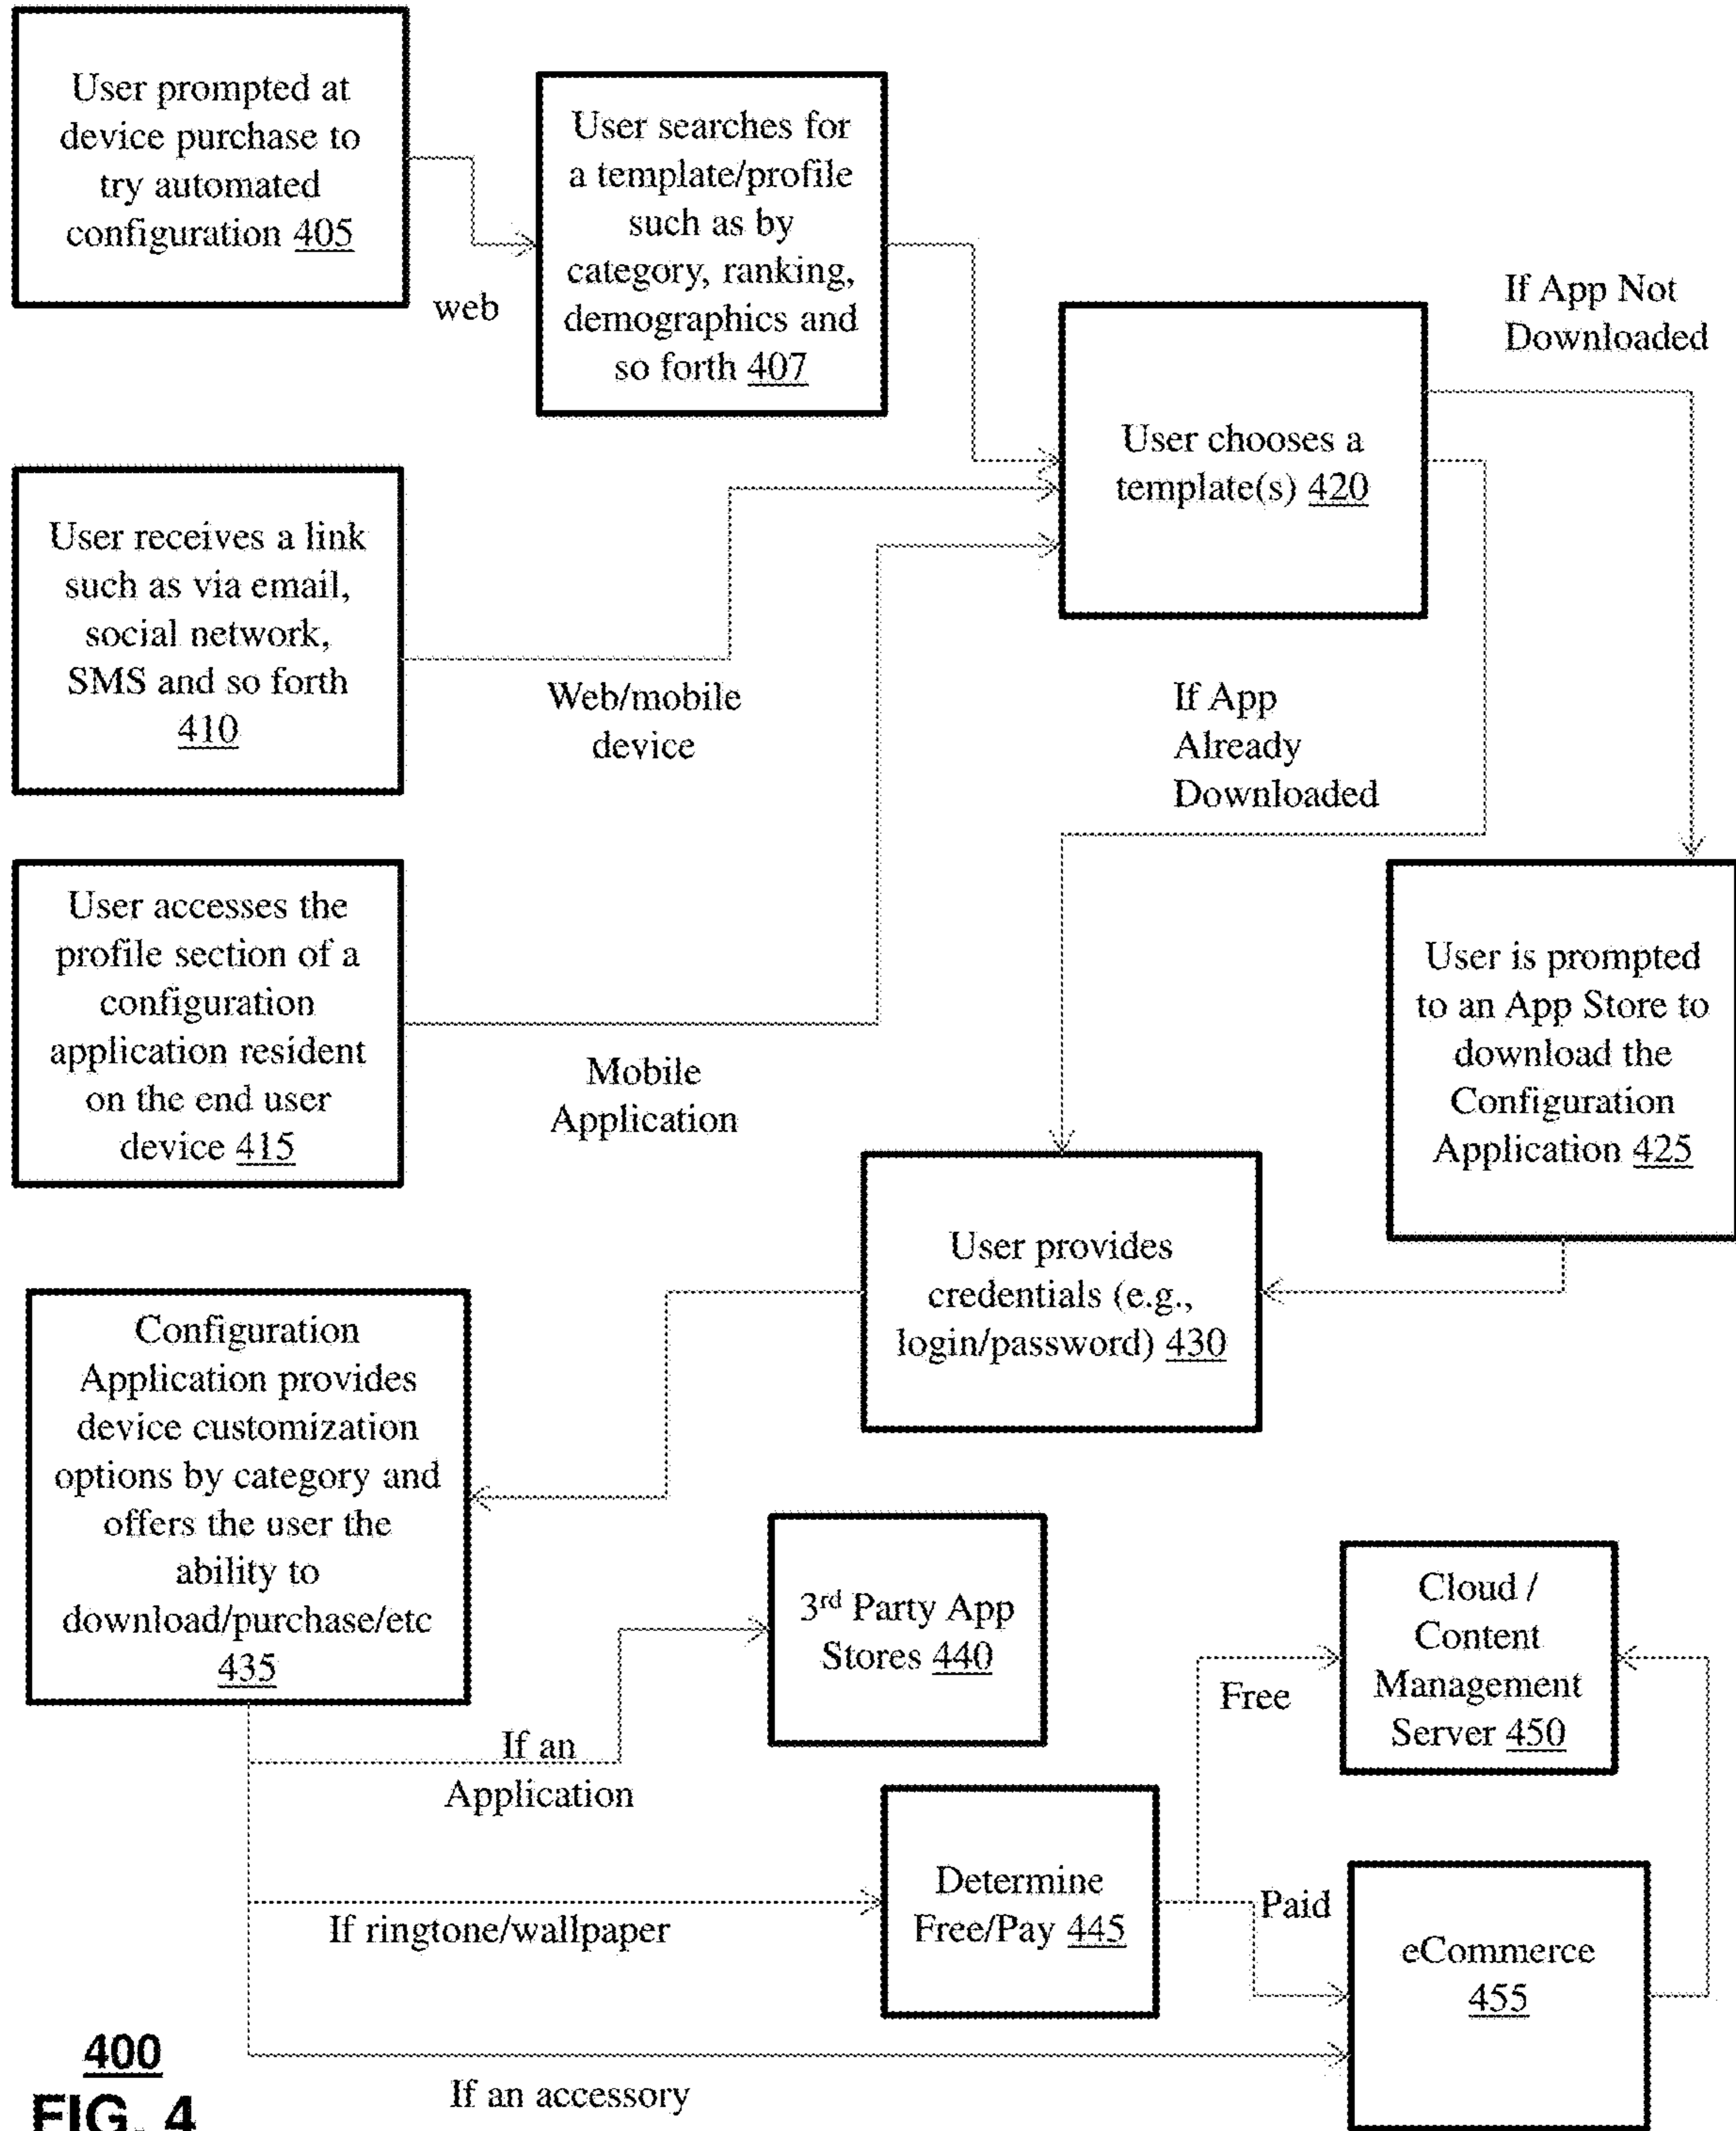 User prompted at
device purchase to
try automated
configuration 405
web
User searches for
a template/profile
such as by
category, ranking,
demographics and
so forth 407
If App Not
Downloaded
User chooses a
template(s) 420
User receives a link
such as via email,
social network,
SMS and so forth
410
Web/mobile
device
If App
Already
Downloaded
User accesses the
profile section of a
configuration
application resident
on the end user
device 415
Mobile
Application
User is prompted
to an App Store to
download the
Configuration
Application 425
User provides
credentials (e.g.,
login/password) 430
Configuration
Application provides
device customization
options by category and
offers the user the
ability to
download/purchase/etc
435
3rd Party App
Stores 440
If an
Application
Cloud /
Content
Management
Server 450
Free
Determine
Free/Pay 445
If ringtone/wallpaper
Paid
eCommerce
455
If an accessory
400
FIG. 4